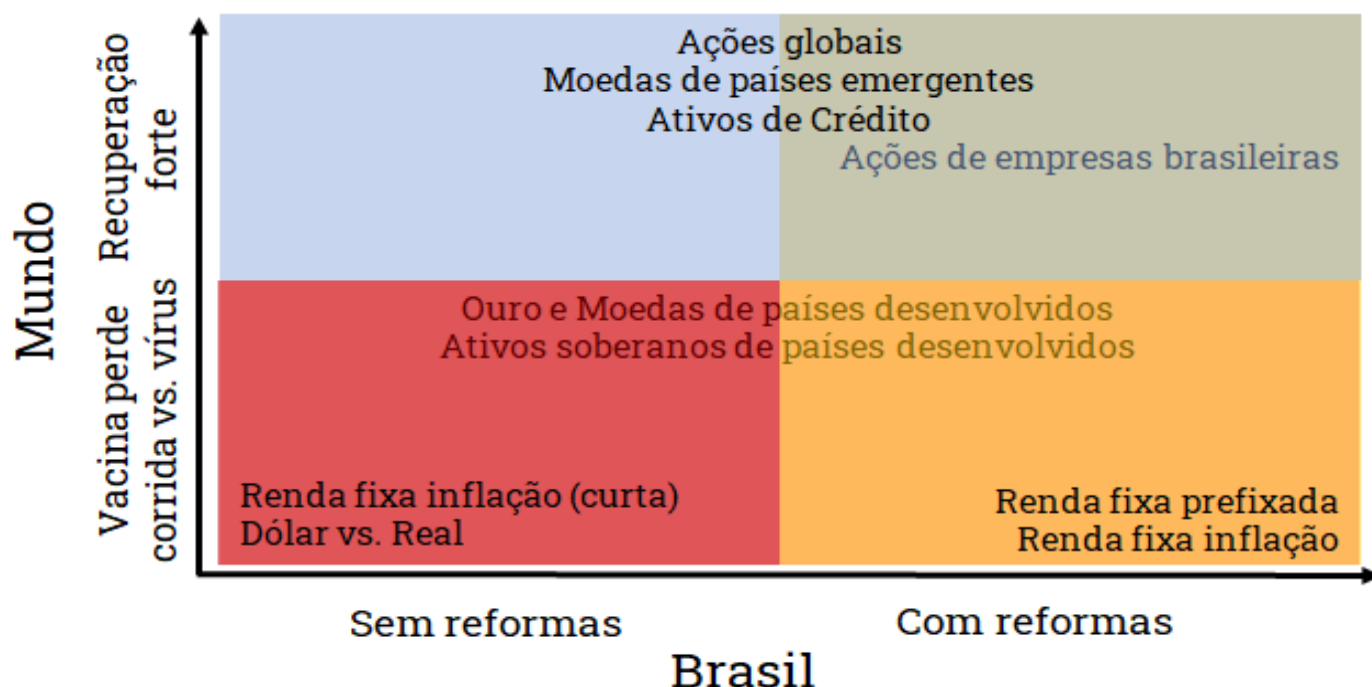 Mundo
Recuperação
forte
Vacina perde
corrida vs. vírus
Ações globais
Moedas de países emergentes
Ativos de Crédito
Ações de empresas brasileiras
Ouro e Moedas de países desenvolvidos
Ativos soberanos de países desenvolvidos
Renda fixa inflação (curta)
Dólar vs. Real
Renda fixa prefixada
Renda fixa inflação
Sem reformas
Com reformas
Brasil